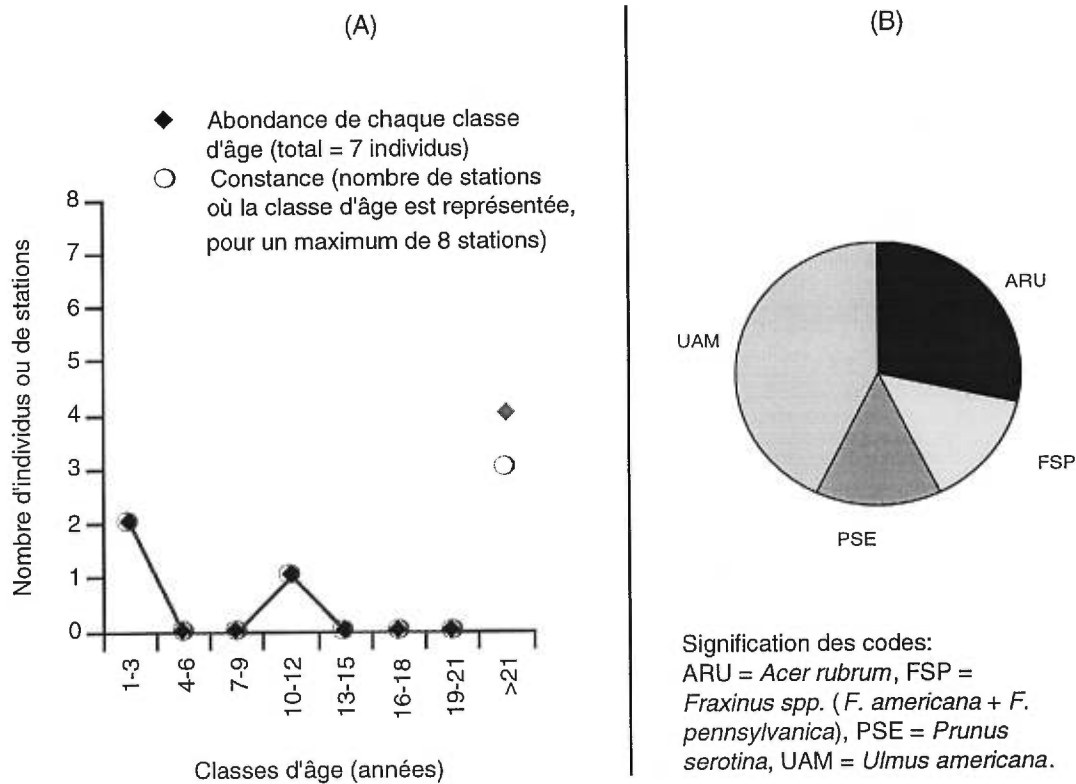 (A)
Abondance de chaque classe
d'âge (total = 7 individus)
Constance (nombre de stations
où la classe d'âge est représentée,
pour un maximum de 8 stations)
Nombre d'individus ou de stations
8
7
6
5
4
3
2
1
0
1-3
4-6
7-9
10-12
13-15
16-18
19-21
>21
Classes d'âge (années)
(B)
ARU
UAM
FSP
PSE
Signification des codes:
ARU = Acer rubrum, FSP =
Fraxinus spp. ( F. americana + F.
pennsylvanica), PSE = Prunus
serotina, UAM = Ulmus americana.